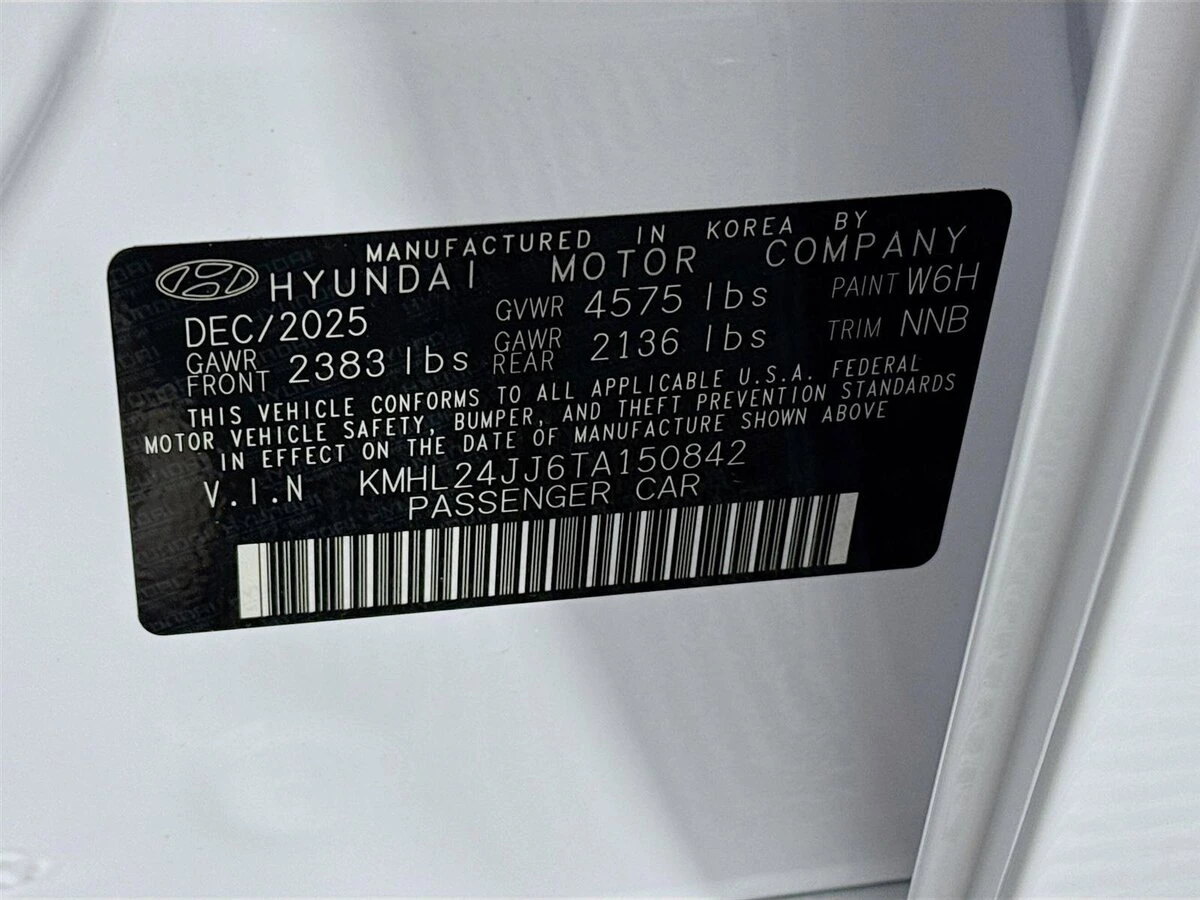 MANUFACTURED IN KOREA BY
HYUNDAI MOTOR COMPANY
DEC/2025 GVWR 4575 lbs PAINT W6H
GAWR FRONT 2383 lbs GAWR REAR 2136 lbs TRIM NNB
THIS VEHICLE CONFORMS TO ALL APPLICABLE U.S.A. FEDERAL
MOTOR VEHICLE SAFETY, BUMPER, AND THEFT PREVENTION STANDARDS
IN EFFECT ON THE DATE OF MANUFACTURE SHOWN ABOVE
V.I.N KMHL24JJ6TA150842
PASSENGER CAR